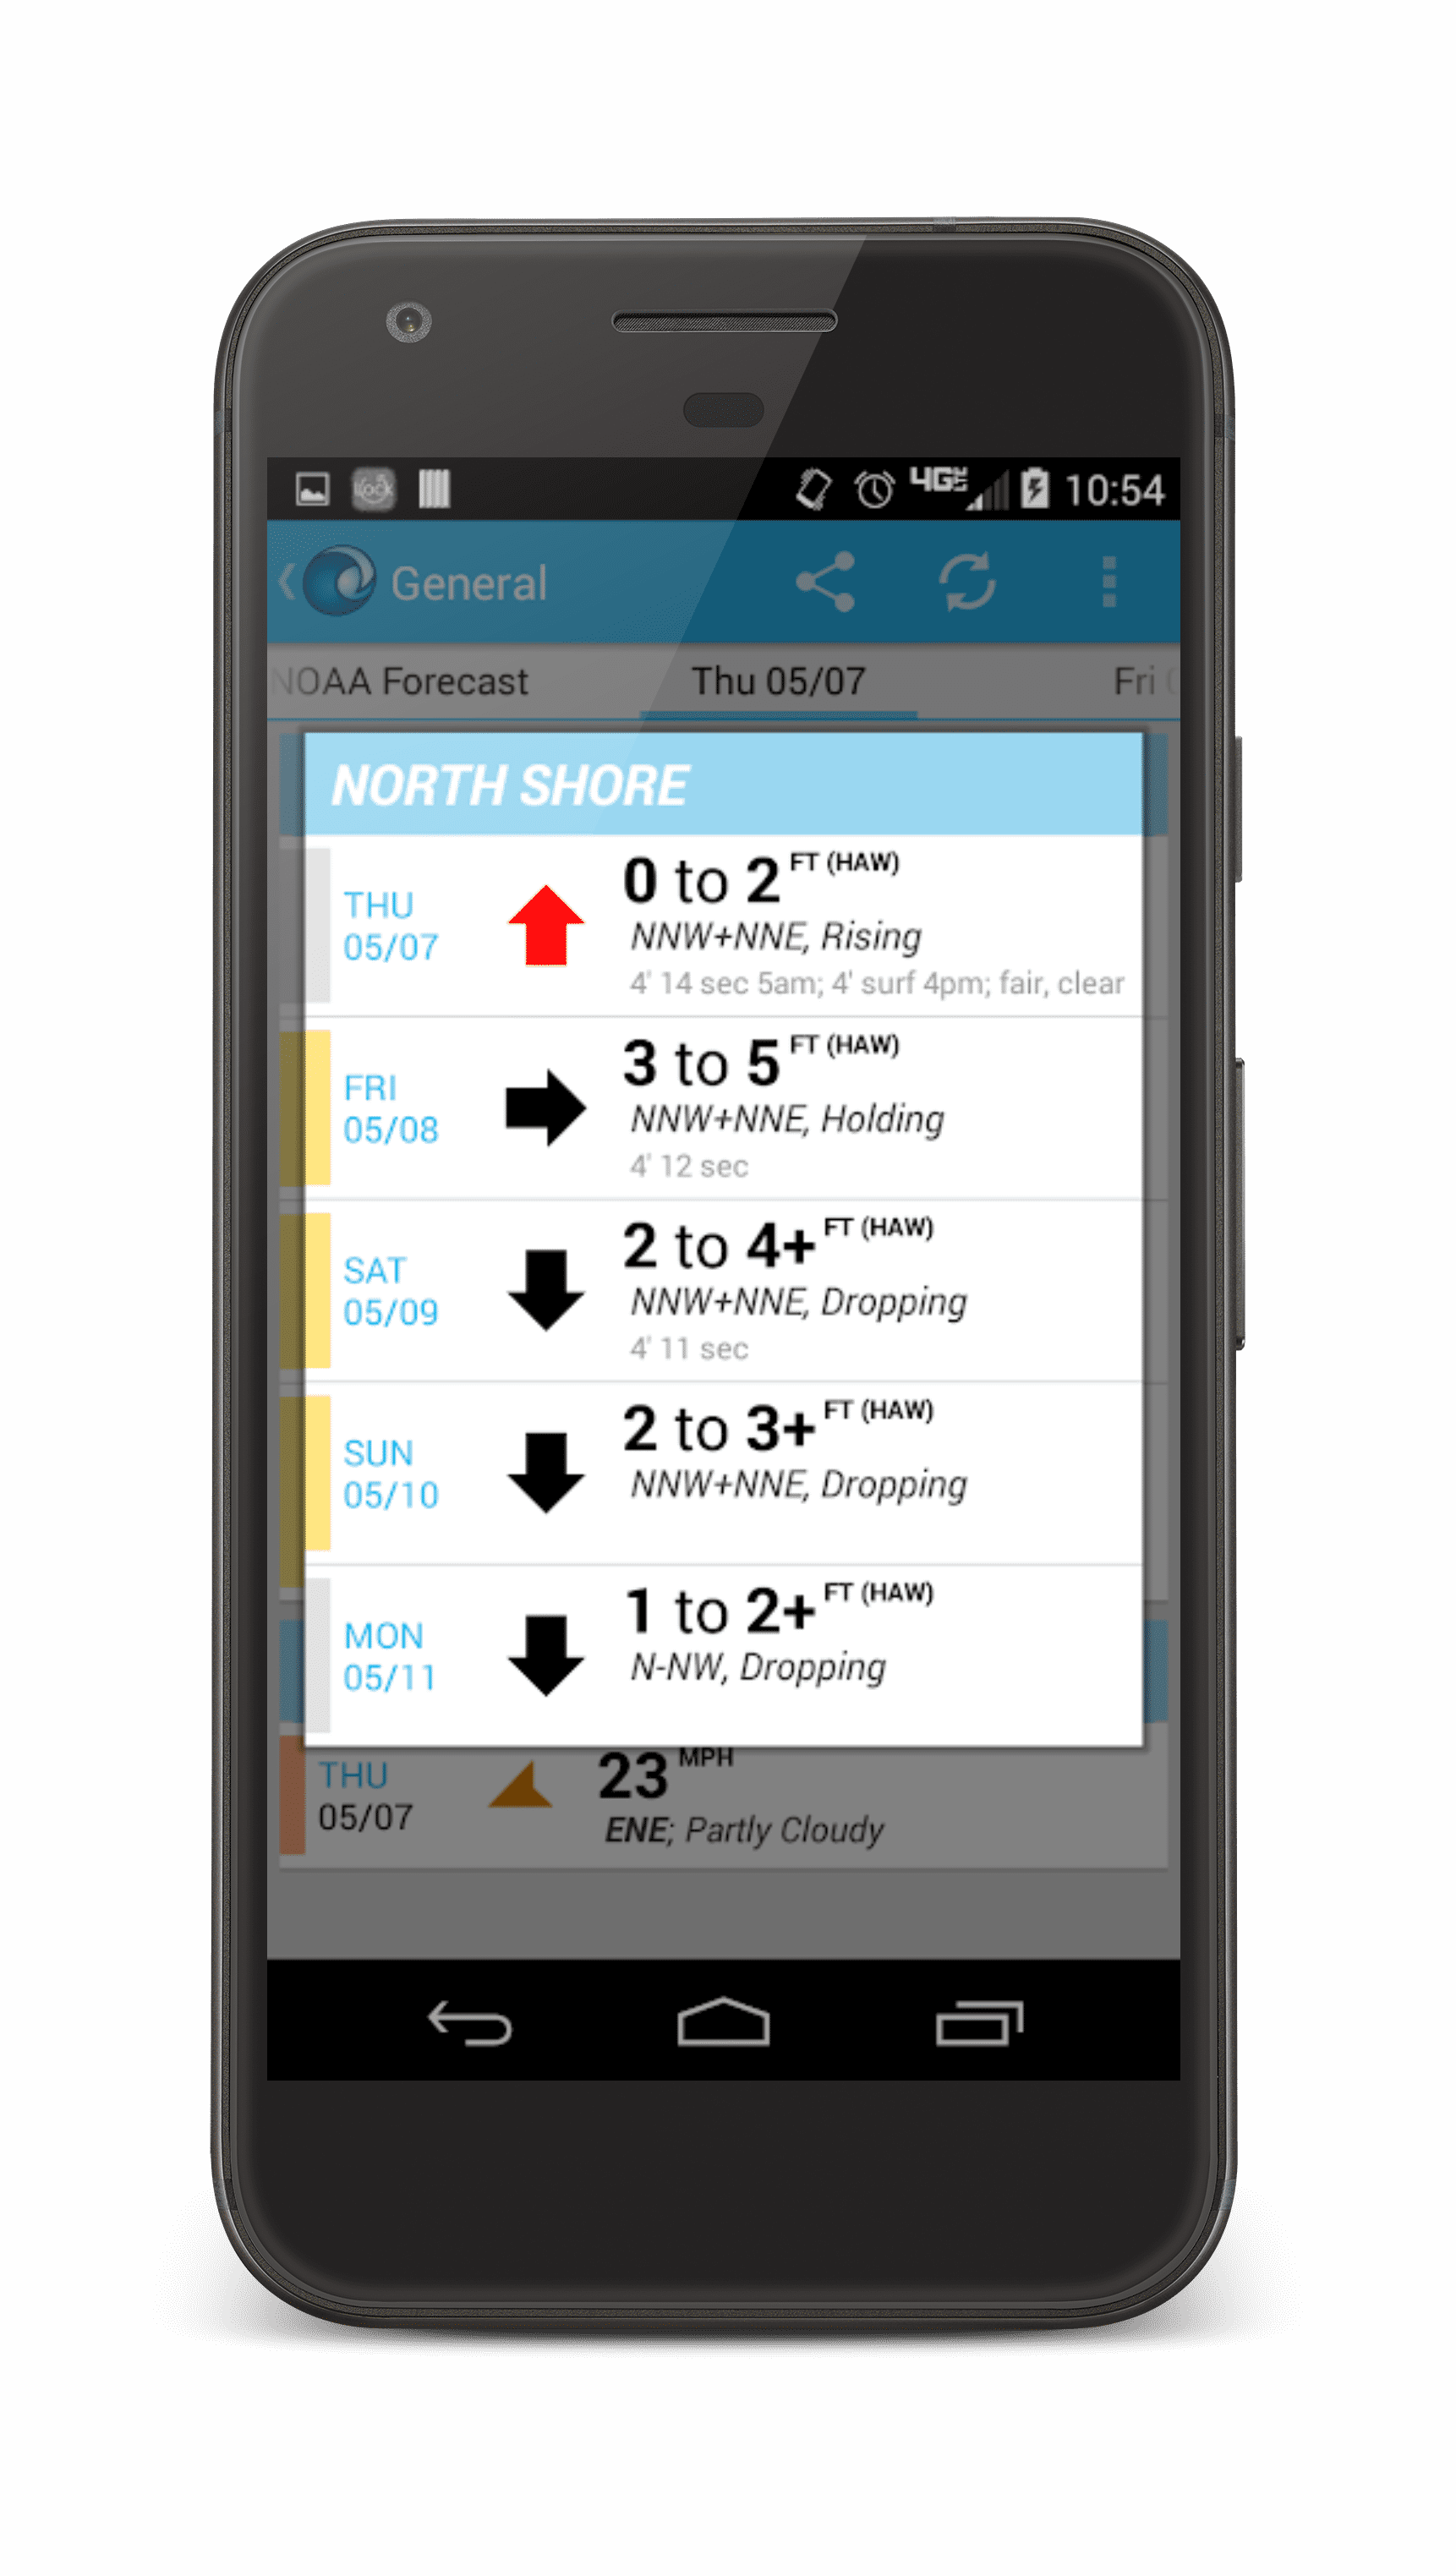 lock
4G LTE 10:54
General
NOAA Forecast Thu 05/07 Fri
NORTH SHORE
THU
05/07
0 to 2 FT (HAW)
NNW+NNE, Rising
4' 14 sec 5am; 4' surf 4pm; fair, clear
FRI
05/08
3 to 5 FT (HAW)
NNW+NNE, Holding
4' 12 sec
SAT
05/09
2 to 4+ FT (HAW)
NNW+NNE, Dropping
4' 11 sec
SUN
05/10
2 to 3+ FT (HAW)
NNW+NNE, Dropping
MON
05/11
1 to 2+ FT (HAW)
N-NW, Dropping
THU
05/07
23 MPH
ENE; Partly Cloudy